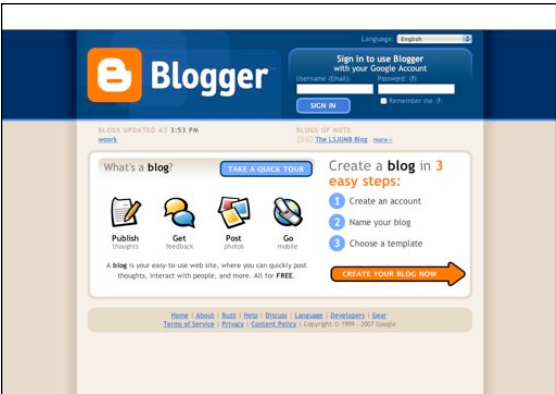 Language: English
Blogger
Sign in to use Blogger
with your Google Account
Username (Email): Password: (?)
SIGN IN
Remember me (?)
BLOGS UPDATED AT 3:53 PM
woork
BLOGS OF NOTE
The LSJUMB Blog more »
What's a blog?
TAKE A QUICK TOUR
Publish
thoughts
Get
feedback
Post
photos
Go
mobile
A blog is your easy-to-use web site, where you can quickly post
thoughts, interact with people, and more. All for FREE.
Create a blog in 3
easy steps:
1 Create an account
2 Name your blog
3 Choose a template
CREATE YOUR BLOG NOW
Home | About | Buzz | Help | Discuss | Language | Developers | Gear
Terms of Service | Privacy | Content Policy | Copyright © 1999 - 2007 Google